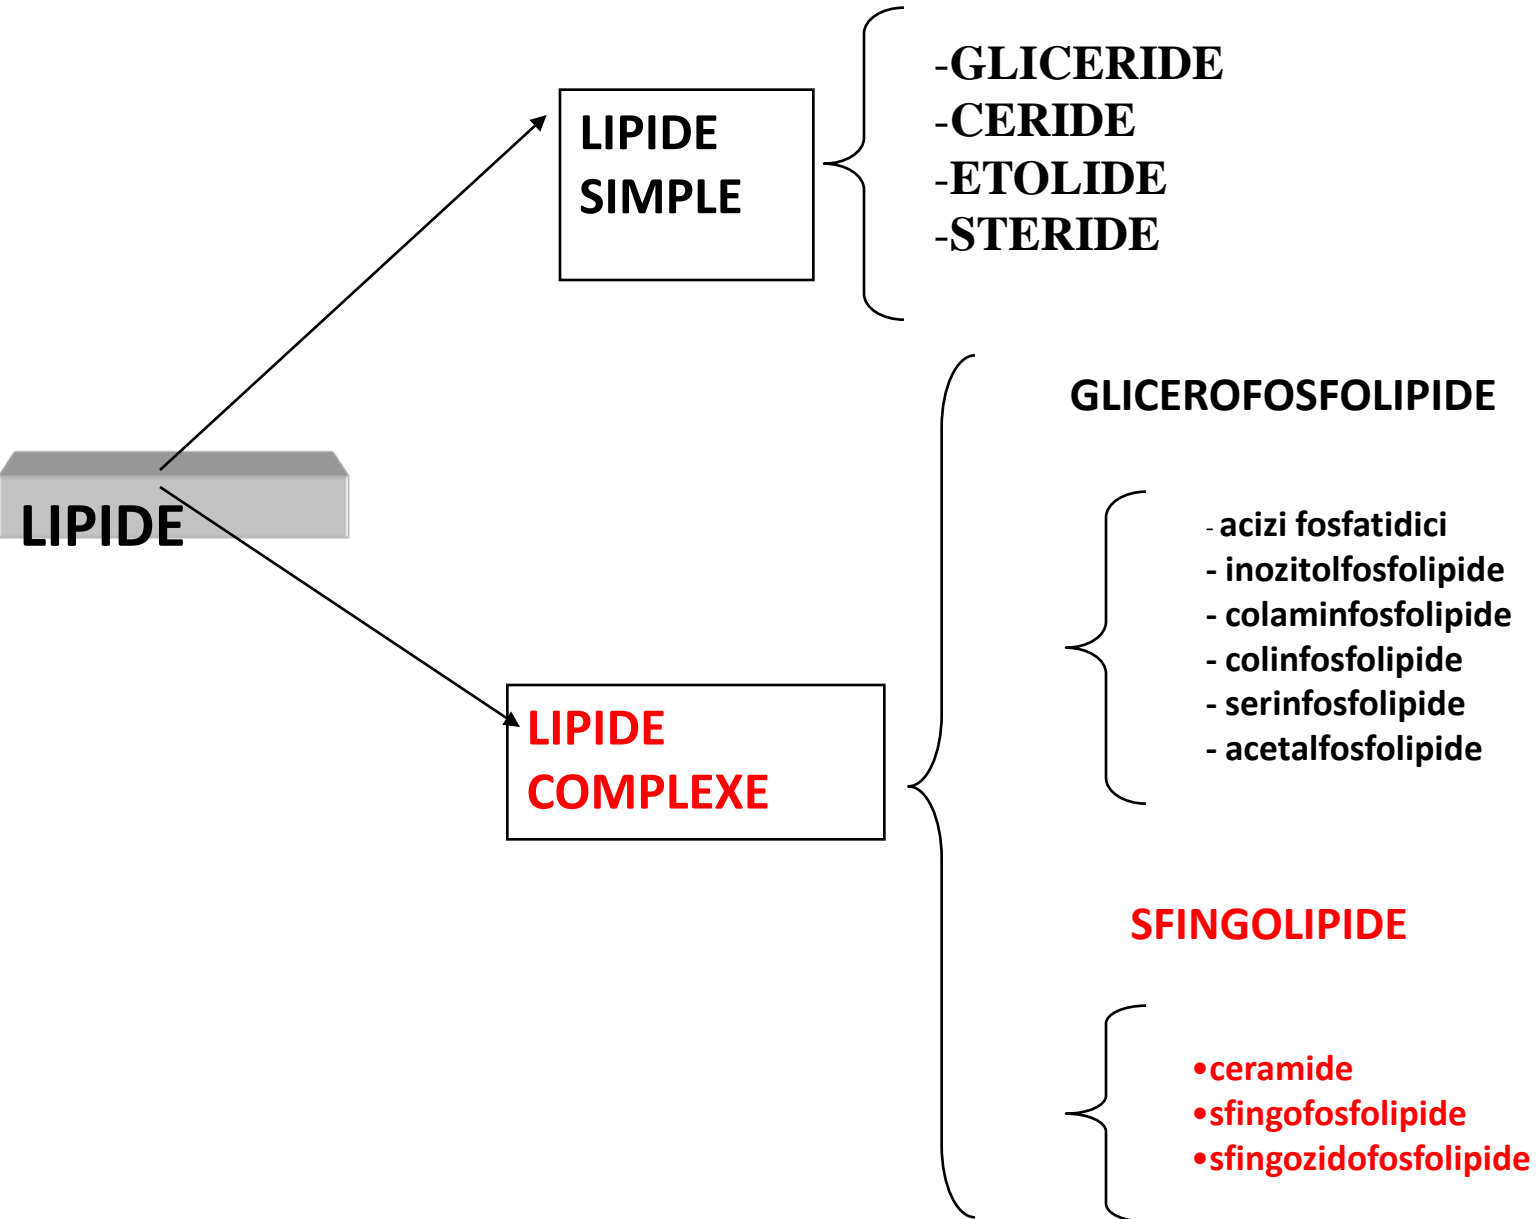 LIPIDE
LIPIDE
SIMPLE
-GLICERIDE
-CERIDE
-ETOLIDE
-STERIDE
LIPIDE
COMPLEXE
GLICEROFOSFOLIPIDE
- acizi fosfatidici
- inozitolfosfolipide
- colaminfosfolipide
- colinfosfolipide
- serinfosfolipide
- acetalfosfolipide
SFINGOLIPIDE
•ceramide
•sfingofosfolipide
•sfingozidofosfolipide